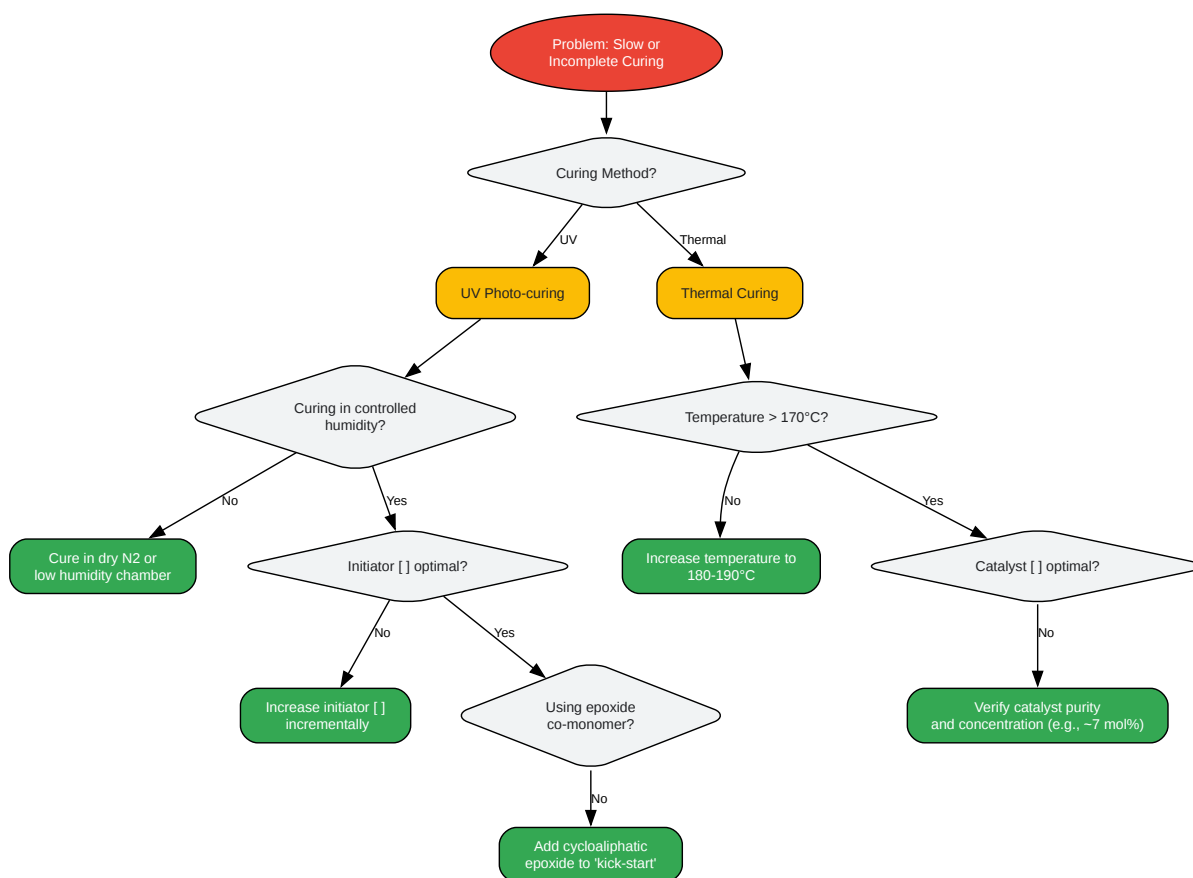 Problem: Slow or
Incomplete Curing
Curing Method?
UV
Thermal
UV Photo-curing
Thermal Curing
Curing in controlled
humidity?
Temperature > 170°C?
No
Yes
No
Yes
Cure in dry N2 or
low humidity chamber
Initiator [ ] optimal?
Increase temperature to
180-190°C
Catalyst [ ] optimal?
No
Yes
No
Increase initiator [ ]
incrementally
Using epoxide
co-monomer?
Verify catalyst purity
and concentration (e.g., ~7 mol%)
No
Add cycloaliphatic
epoxide to 'kick-start'